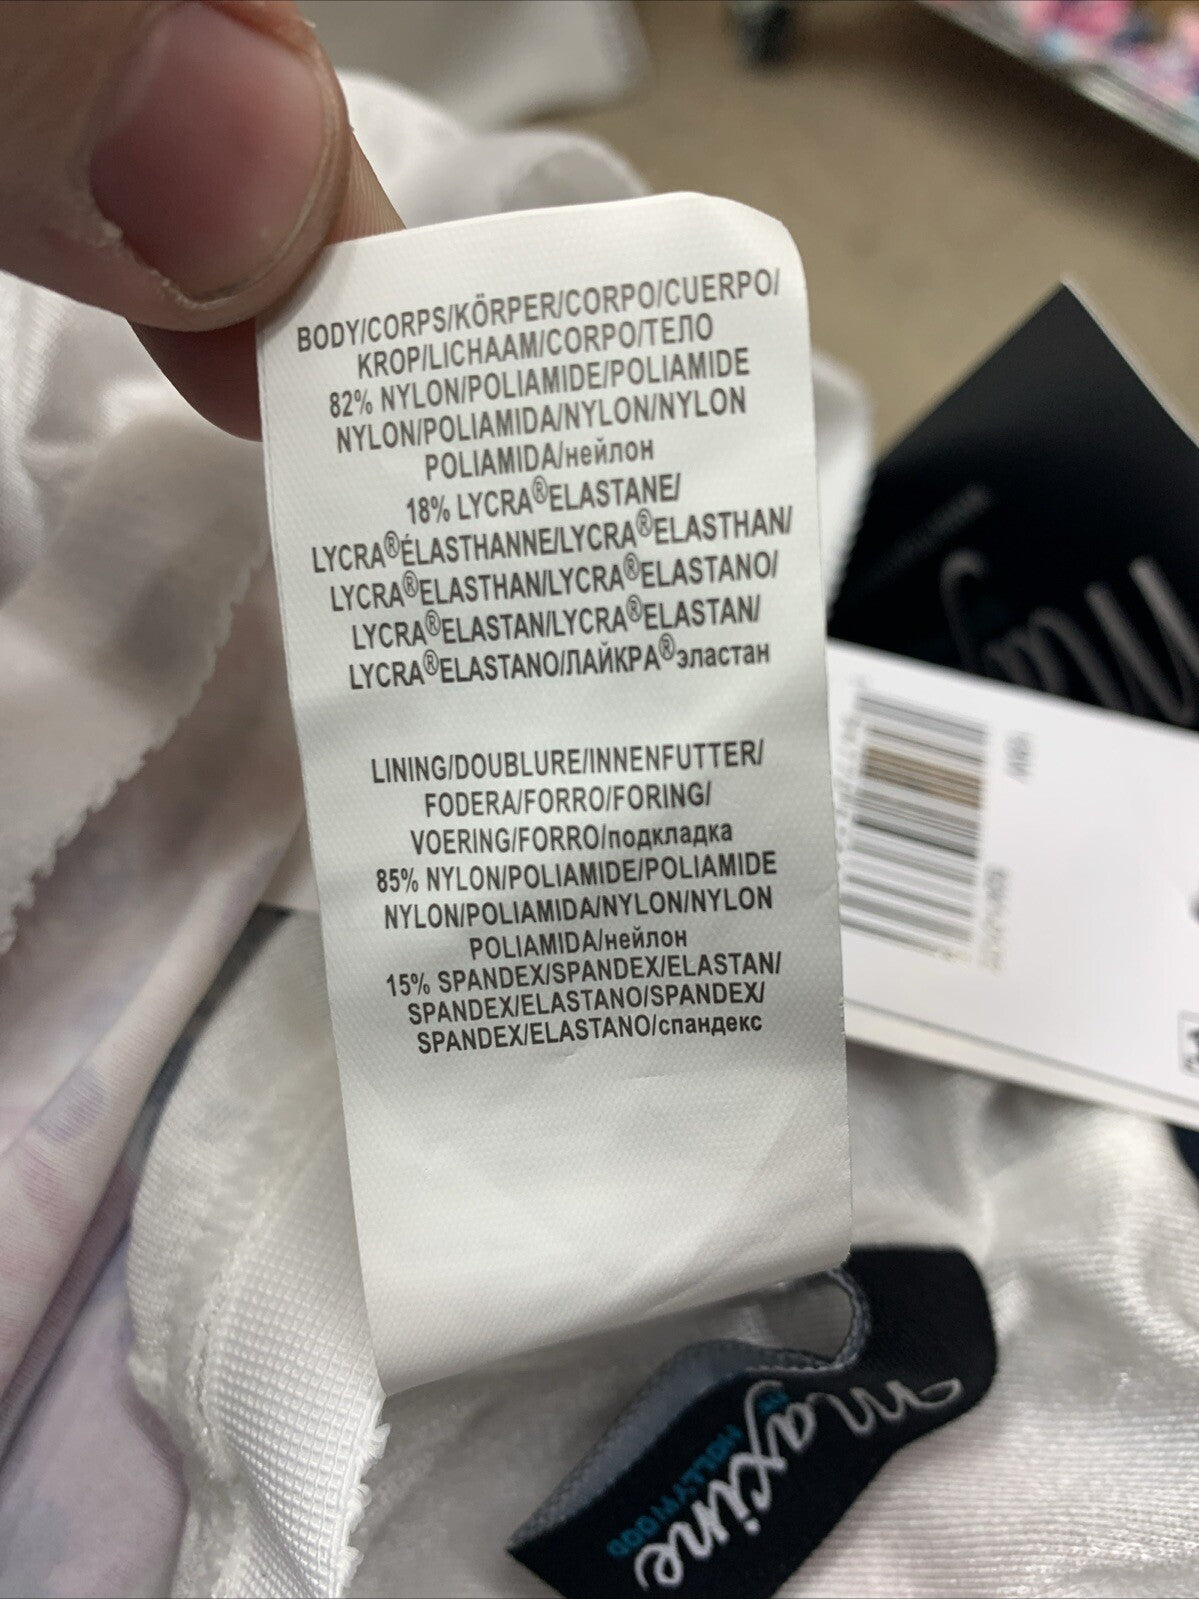 BODY/CORPS/KÖRPER/CORPO/CUERPO/
KROP/LICHAAM/CORPO/ТЕЛО
82% NYLON/POLIAMIDE/POLIAMIDE
NYLON/POLIAMIDA/NYLON/NYLON
POLIAMIDA/нейлон
18% LYCRA®ELASTANE/
LYCRA®ÉLASTHANNE/LYCRA®ELASTHAN/
LYCRA®ELASTHAN/LYCRA®ELASTANO/
LYCRA®ELASTAN/LYCRA®ELASTAN/
LYCRA®ELASTANO/ЛАЙКРА®эластан
LINING/DOUBLURE/INNENFUTTER/
FODERA/FORRO/FORING/
VOERING/FORRO/подкладка
85% NYLON/POLIAMIDE/POLIAMIDE
NYLON/POLIAMIDA/NYLON/NYLON
POLIAMIDA/нейлон
15% SPANDEX/SPANDEX/ELASTAN/
SPANDEX/ELASTANO/SPANDEX/
SPANDEX/ELASTANO/спандекс
Maxine
HOLLYWOOD